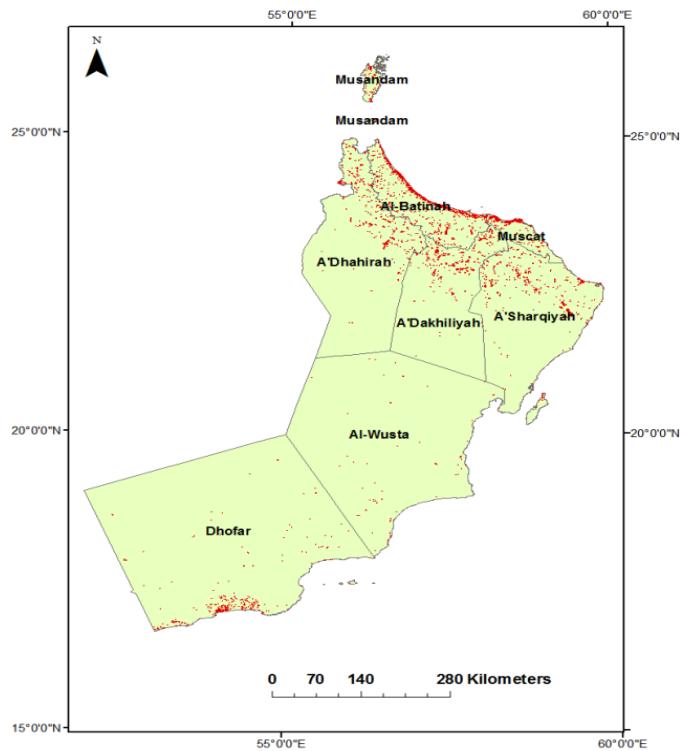 55°0'0"E 60°0'0"E
N
Musandam
Musandam
25°0'0"N 25°0'0"N
Al-Batinah
Muscat
A'Dhahirah
A'Dakhiliyah
A'Sharqiyah
20°0'0"N 20°0'0"N
Al-Wusta
Dhofar
0 70 140 280 Kilometers
15°0'0"N
55°0'0"E 60°0'0"E